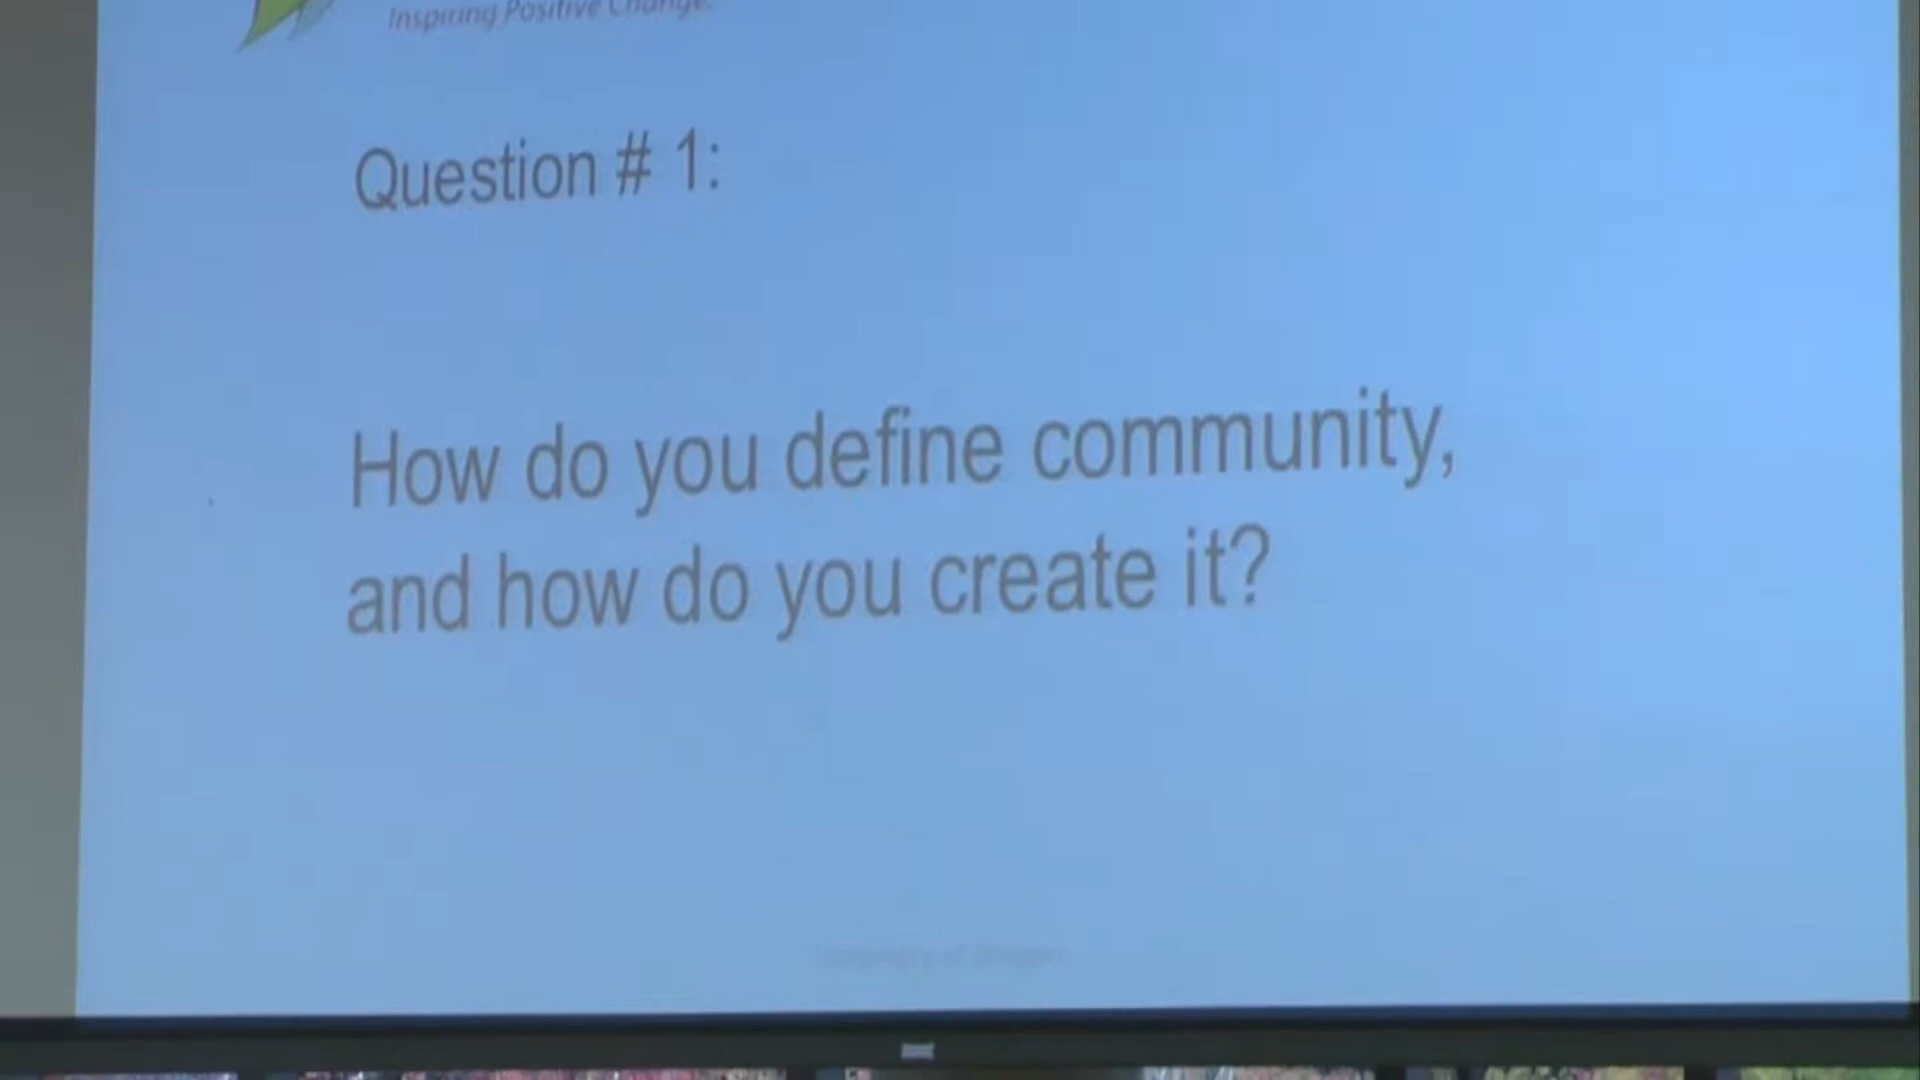 Inspiring Positive Change.
Question # 1:
How do you define community,
and how do you create it?